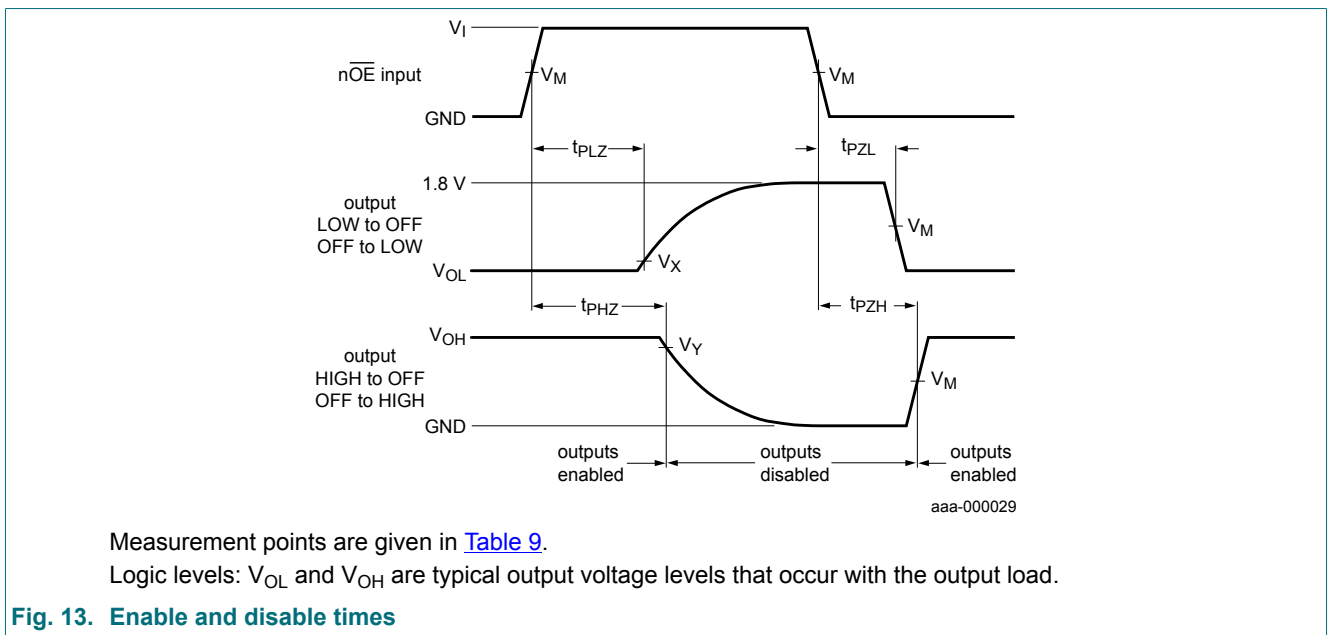 V_I
nOE input
V_M
V_M
GND
t_PLZ
t_PZL
1.8 V
output
LOW to OFF
OFF to LOW
V_M
V_X
V_OL
t_PHZ
t_PZH
V_OH
V_Y
output
HIGH to OFF
OFF to HIGH
V_M
GND
outputs
enabled
outputs
disabled
outputs
enabled
aaa-000029
Measurement points are given in Table 9.
Logic levels: V_OL and V_OH are typical output voltage levels that occur with the output load.
Fig. 13. Enable and disable times